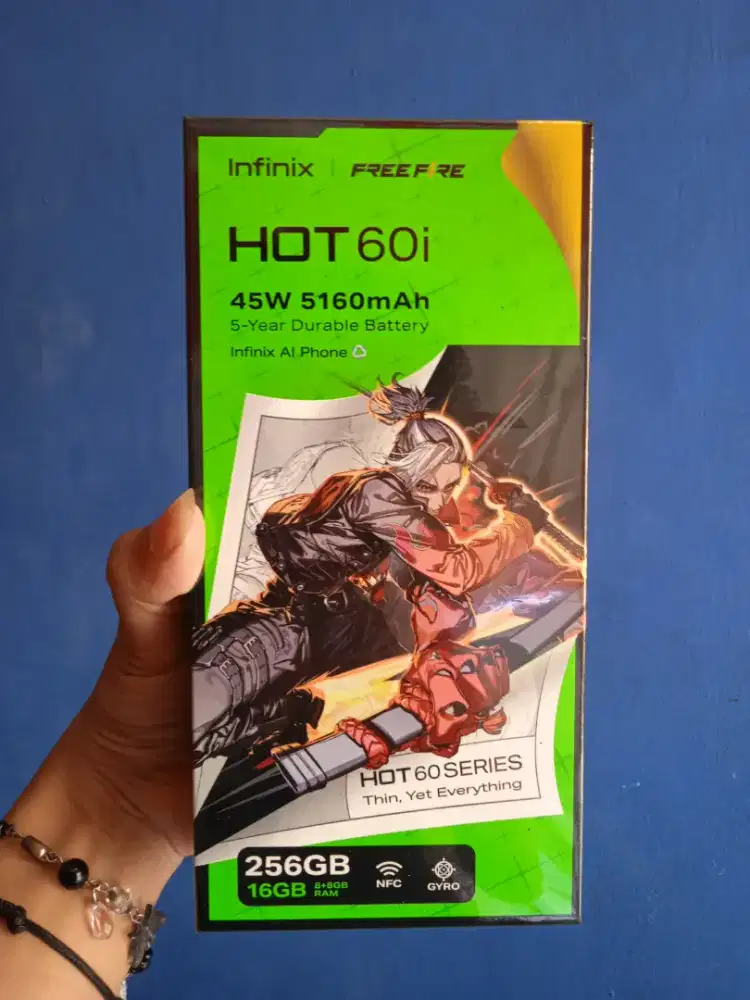 Infinix | FREE FIRE
HOT 60i
45W 5160mAh
5-Year Durable Battery
Infinix AI Phone
HOT 60 SERIES
Thin, Yet Everything
256GB
16GB 8+8GB RAM
NFC
GYRO